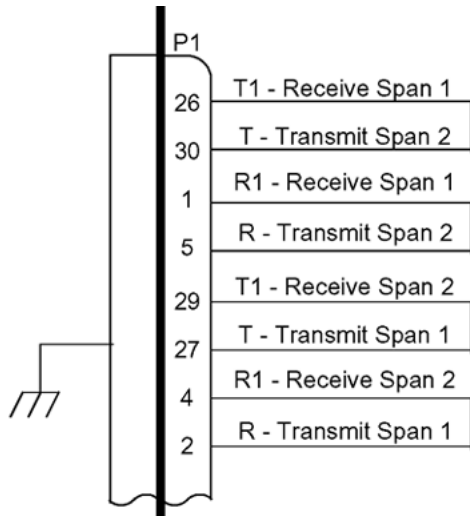 P1
26 T1 - Receive Span 1
30 T - Transmit Span 2
1 R1 - Receive Span 1
5 R - Transmit Span 2
29 T1 - Receive Span 2
27 T - Transmit Span 1
4 R1 - Receive Span 2
2 R - Transmit Span 1